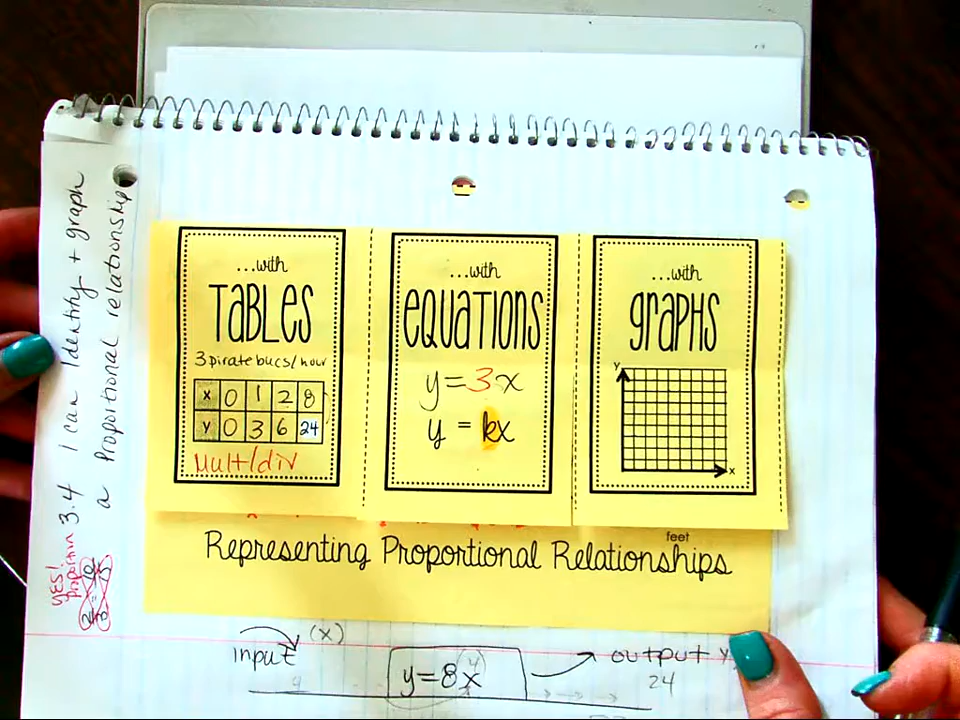 3.4 I can Identify + graph
a Proportional relationship
YES!
Proportion
...with
TABLES
3 pirate bucs/hour
x 0 1 2 8
y 0 3 6 24
Mult/div
...with
EQUATIONS
y=3x
y = kx
...with
GRAPHS
y
x
feet
Representing Proportional Relationships
input (x)
y=8x
output y
24